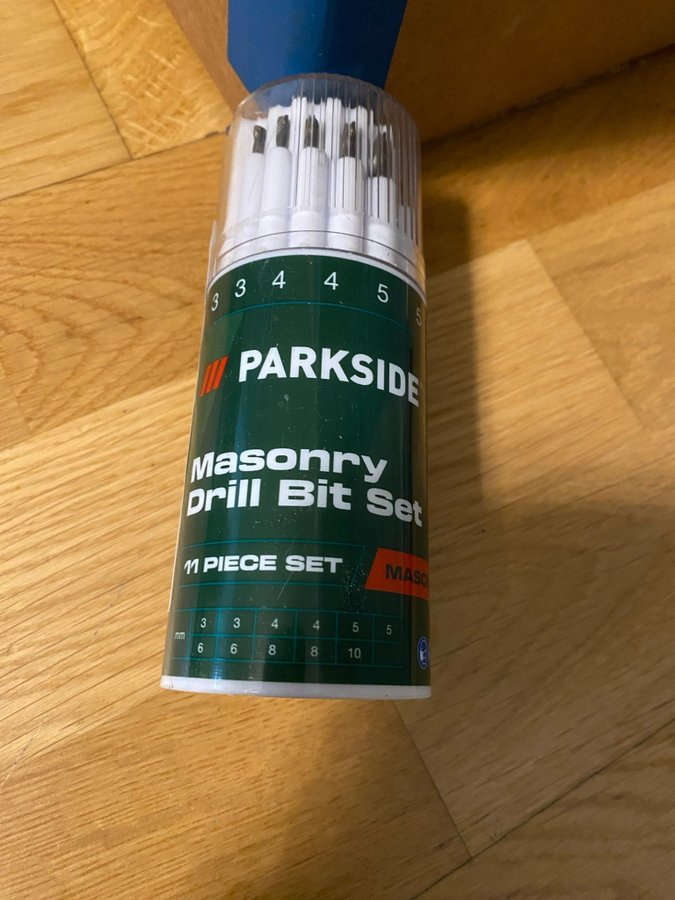 3 3 4 4 5 5
PARKSIDE
Masonry
Drill Bit Set
11 PIECE SET
mm 3 3 4 4 5 5
6 6 8 8 10